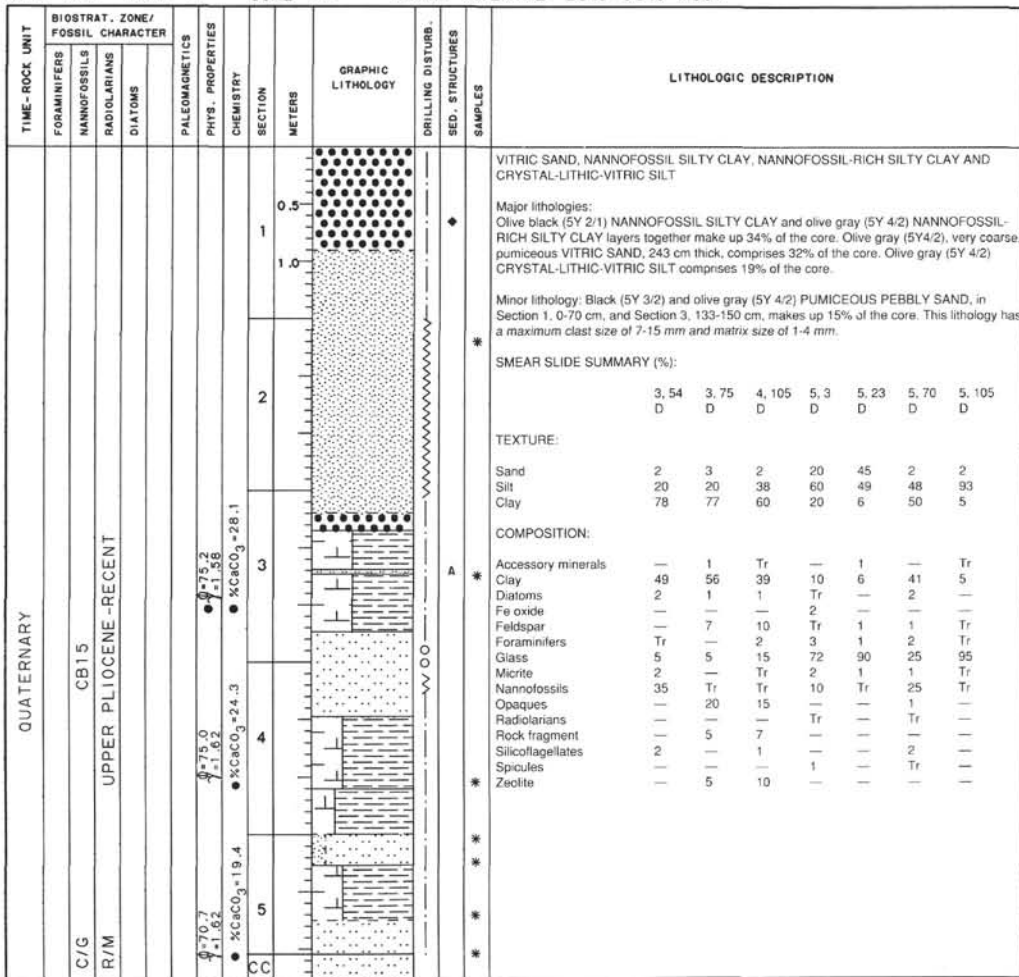 TIME-ROCK UNIT
BIOSTRAT. ZONE/
FOSSIL CHARACTER
FORAMINIFERS
NANNOFOSSILS
RADIOLARIANS
DIATOMS
PALEOMAGNETICS
PHYS. PROPERTIES
CHEMISTRY
SECTION
METERS
GRAPHIC
LITHOLOGY
DRILLING DISTURB.
SED. STRUCTURES
SAMPLES
LITHOLOGIC DESCRIPTION
QUATERNARY
CB15
C/G
UPPER PLIOCENE-RECENT
R/M
φ=75.2
γ=1.58
φ=75.0
γ=1.62
φ=70.7
γ=1.62
● %CaCO3=28.1
● %CaCO3=24.3
● %CaCO3=19.4
1
2
3
4
5
CC
0.5
1.0
A
VITRIC SAND, NANNOFOSSIL SILTY CLAY, NANNOFOSSIL-RICH SILTY CLAY AND
CRYSTAL-LITHIC-VITRIC SILT
Major lithologies:
Olive black (5Y 2/1) NANNOFOSSIL SILTY CLAY and olive gray (5Y 4/2) NANNOFOSSIL-
RICH SILTY CLAY layers together make up 34% of the core. Olive gray (5Y4/2), very coarse,
pumiceous VITRIC SAND, 243 cm thick, comprises 32% of the core. Olive gray (5Y 4/2)
CRYSTAL-LITHIC-VITRIC SILT comprises 19% of the core.
Minor lithology: Black (5Y 3/2) and olive gray (5Y 4/2) PUMICEOUS PEBBLY SAND, in
Section 1, 0-70 cm, and Section 3, 133-150 cm, makes up 15% of the core. This lithology has
a maximum clast size of 7-15 mm and matrix size of 1-4 mm.
SMEAR SLIDE SUMMARY (%):
3, 54 3, 75 4, 105 5, 3 5, 23 5, 70 5, 105
D D D D D D D
TEXTURE:
Sand 2 3 2 20 45 2 2
Silt 20 20 38 60 49 48 93
Clay 78 77 60 20 6 50 5
COMPOSITION:
Accessory minerals — 1 Tr — 1 — Tr
Clay 49 56 39 10 6 41 5
Diatoms 2 1 1 Tr — 2 —
Fe oxide — — — 2 — — —
Feldspar — 7 10 Tr 1 1 Tr
Foraminifers Tr — 2 3 1 2 Tr
Glass 5 5 15 72 90 25 95
Micrite 2 — Tr 2 1 1 Tr
Nannofossils 35 Tr Tr 10 Tr 25 Tr
Opaques — 20 15 — — 1 —
Radiolarians — — — Tr — Tr —
Rock fragment — 5 7 — — — —
Silicoflagellates 2 — 1 — — 2 —
Spicules — — — 1 — Tr —
Zeolite — 5 10 — — — —